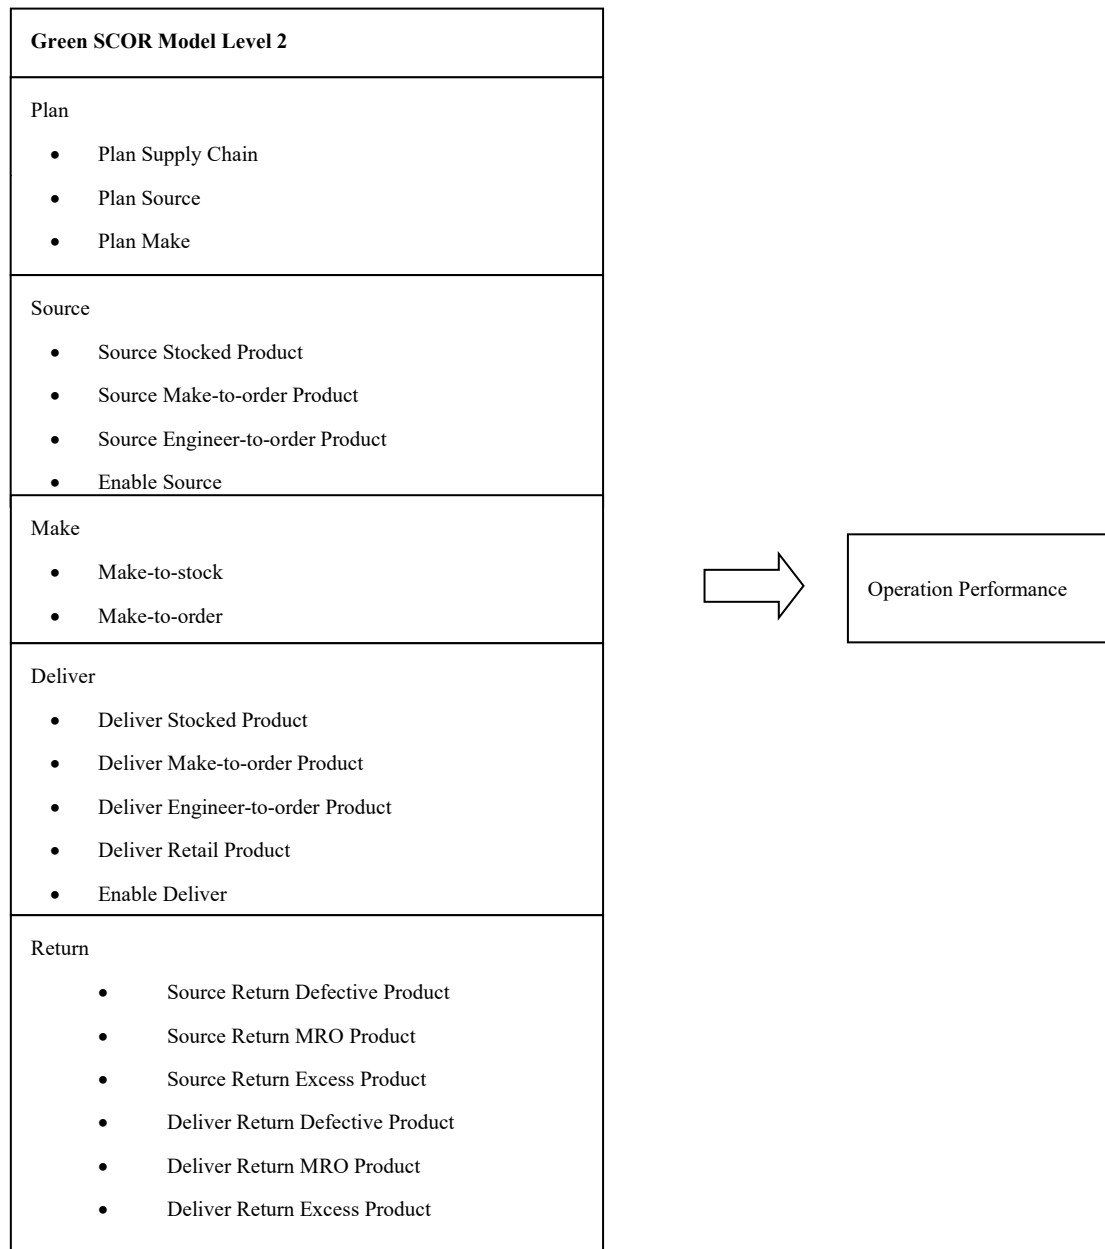 Green SCOR Model Level 2
Plan
• Plan Supply Chain
• Plan Source
• Plan Make
Source
• Source Stocked Product
• Source Make-to-order Product
• Source Engineer-to-order Product
• Enable Source
Make
• Make-to-stock
• Make-to-order
Operation Performance
Deliver
• Deliver Stocked Product
• Deliver Make-to-order Product
• Deliver Engineer-to-order Product
• Deliver Retail Product
• Enable Deliver
Return
• Source Return Defective Product
• Source Return MRO Product
• Source Return Excess Product
• Deliver Return Defective Product
• Deliver Return MRO Product
• Deliver Return Excess Product